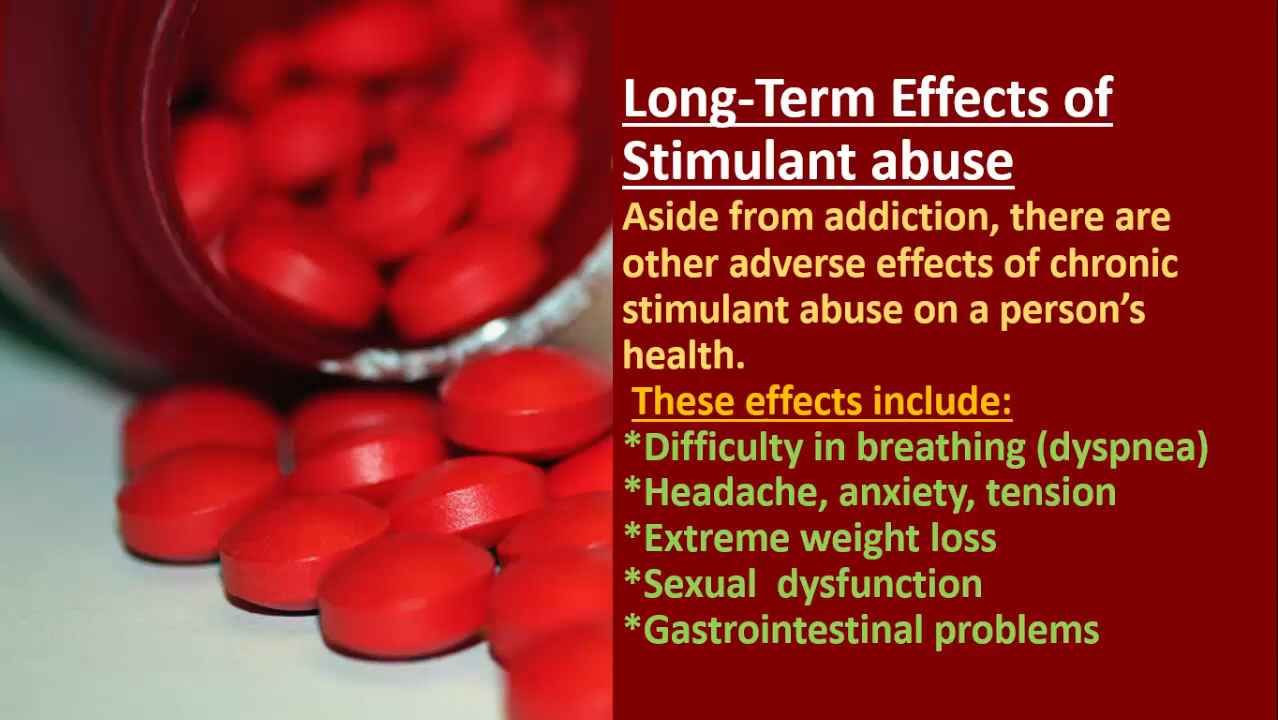 Long-Term Effects of
Stimulant abuse
Aside from addiction, there are
other adverse effects of chronic
stimulant abuse on a person’s
health.
These effects include:
*Difficulty in breathing (dyspnea)
*Headache, anxiety, tension
*Extreme weight loss
*Sexual  dysfunction
*Gastrointestinal problems